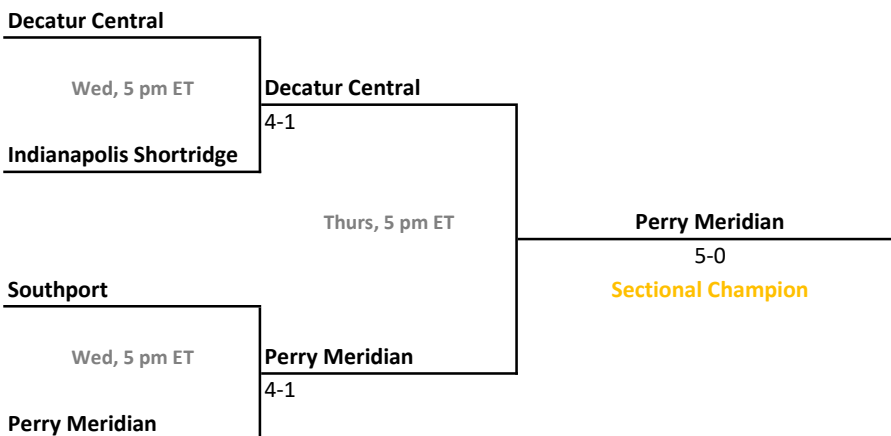 Decatur Central
Wed, 5 pm ET
Decatur Central
4-1
Indianapolis Shortridge
Thurs, 5 pm ET
Perry Meridian
5-0
Southport
Sectional Champion
Wed, 5 pm ET
Perry Meridian
4-1
Perry Meridian